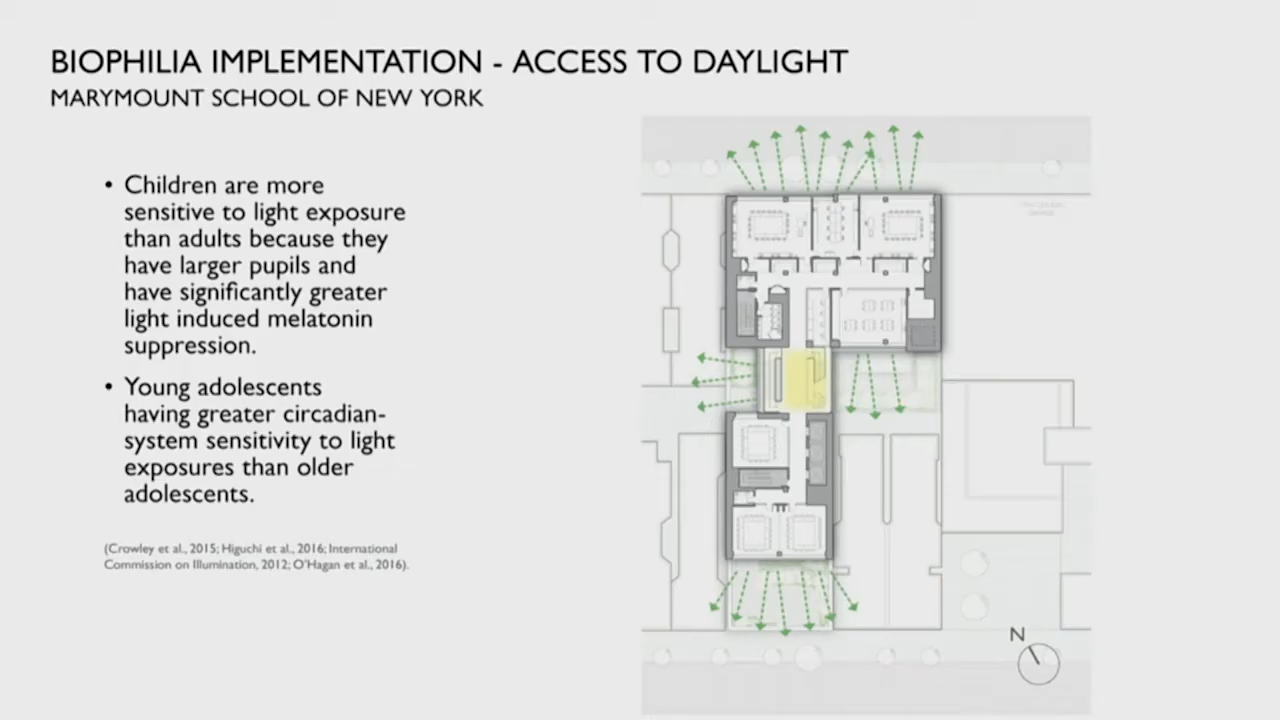 BIOPHILIA IMPLEMENTATION - ACCESS TO DAYLIGHT
MARYMOUNT SCHOOL OF NEW YORK
• Children are more
sensitive to light exposure
than adults because they
have larger pupils and
have significantly greater
light induced melatonin
suppression.
• Young adolescents
having greater circadian-
system sensitivity to light
exposures than older
adolescents.
(Crowley et al., 2015; Higuchi et al., 2016; International
Commission on Illumination, 2012; O'Hagan et al., 2016).
N